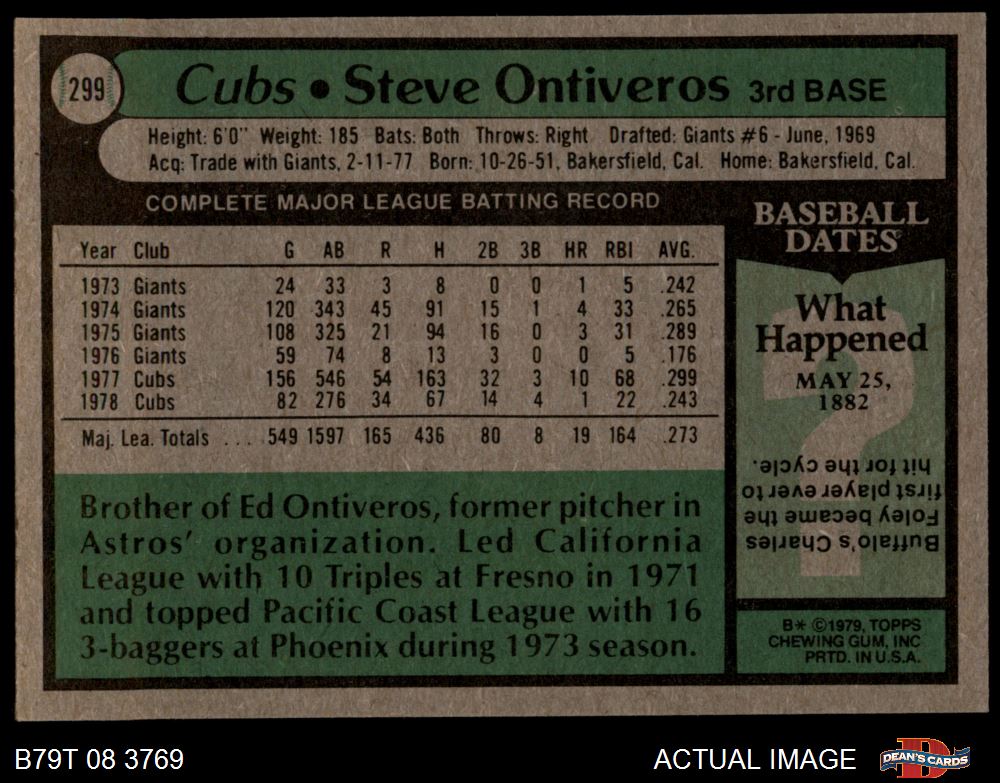 299
Cubs • Steve Ontiveros 3rd BASE
Height: 6'0" Weight: 185 Bats: Both Throws: Right Drafted: Giants #6 - June, 1969
Acq: Trade with Giants, 2-11-77 Born: 10-26-51, Bakersfield, Cal. Home: Bakersfield, Cal.
COMPLETE MAJOR LEAGUE BATTING RECORD
Year Club G AB R H 2B 3B HR RBI AVG.
1973 Giants 24 33 3 8 0 0 1 5 .242
1974 Giants 120 343 45 91 15 1 4 33 .265
1975 Giants 108 325 21 94 16 0 3 31 .289
1976 Giants 59 74 8 13 3 0 0 5 .176
1977 Cubs 156 546 54 163 32 3 10 68 .299
1978 Cubs 82 276 34 67 14 4 1 22 .243
Maj. Lea. Totals ... 549 1597 165 436 80 8 19 164 .273
Brother of Ed Ontiveros, former pitcher in
Astros' organization. Led California
League with 10 Triples at Fresno in 1971
and topped Pacific Coast League with 16
3-baggers at Phoenix during 1973 season.
BASEBALL
DATES
What
Happened
MAY 25,
1882
?
Buffalo's Charles
Foley became the
first player ever to
hit for the cycle.
B* ©1979, TOPPS
CHEWING GUM, INC
PRTD. IN U.S.A.
B79T 08 3769
ACTUAL IMAGE
D
DEAN'S CARDS